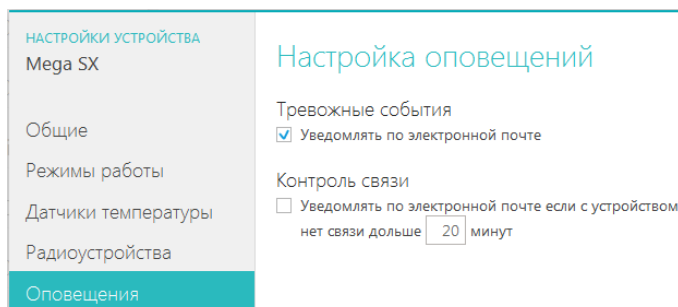 НАСТРОЙКИ УСТРОЙСТВА
Mega SX
Общие
Режимы работы
Датчики температуры
Радиоустройства
Оповещения
Настройка оповещений
Тревожные события
Уведомлять по электронной почте
Контроль связи
Уведомлять по электронной почте если с устройством
нет связи дольше 20 минут